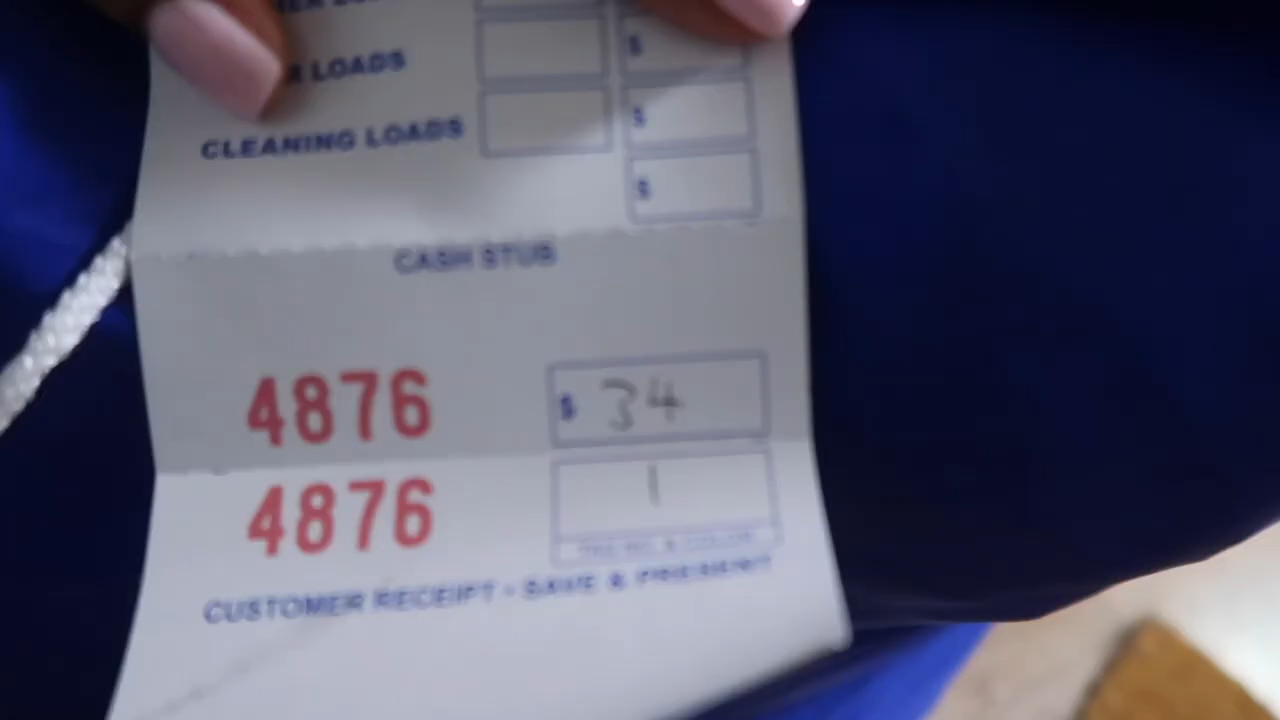 LOADS $
CLEANING LOADS $
$
CASH STUB
4876 $ 34
4876 1
CUSTOMER RECEIPT • SAVE & PRESENT